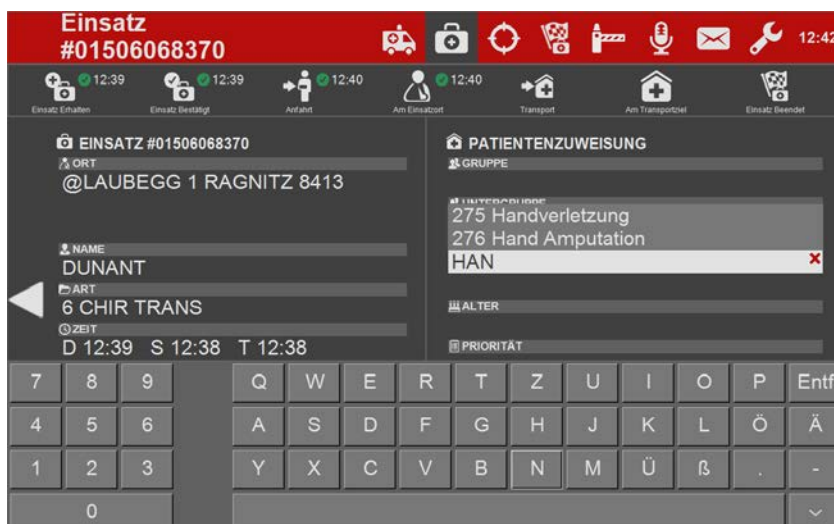 Einsatz
#01506068370
12:42
12:39
12:39
12:40
12:40
Einsatz Erhalten
Einsatz Bestätigt
Anfahrt
Am Einsatzort
Transport
Am Transportziel
Einsatz Beendet
EINSATZ #01506068370
ORT
@LAUBEGG 1 RAGNITZ 8413
NAME
DUNANT
ART
6 CHIR TRANS
ZEIT
D 12:39 S 12:38 T 12:38
PATIENTENZUWEISUNG
GRUPPE
UNTERGRUPPE
275 Handverletzung
276 Hand Amputation
HAN
ALTER
PRIORITÄT
7 8 9 Q W E R T Z U I O P Entf
4 5 6 A S D F G H J K L Ö Ä
1 2 3 Y X C V B N M Ü ß . -
0